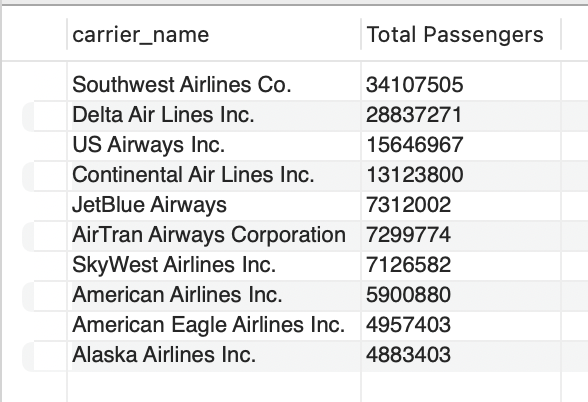 carrier_name Total Passengers
Southwest Airlines Co. 34107505
Delta Air Lines Inc. 28837271
US Airways Inc. 15646967
Continental Air Lines Inc. 13123800
JetBlue Airways 7312002
AirTran Airways Corporation 7299774
SkyWest Airlines Inc. 7126582
American Airlines Inc. 5900880
American Eagle Airlines Inc. 4957403
Alaska Airlines Inc. 4883403